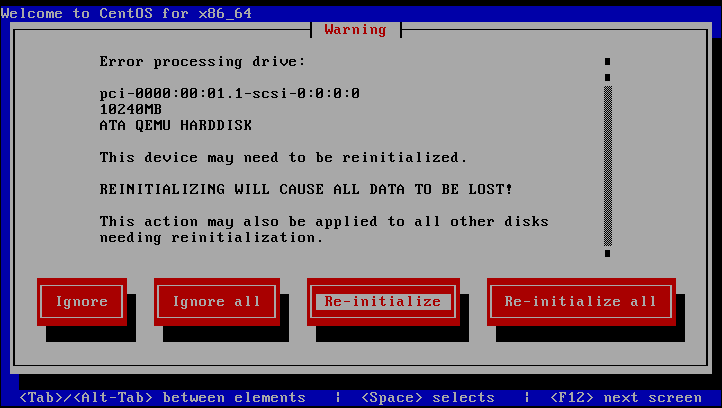 Welcome to CentOS for x86_64
Warning
Error processing drive:
pci-0000:00:01.1-scsi-0:0:0:0
10240MB
ATA QEMU HARDDISK
This device may need to be reinitialized.
REINITIALIZING WILL CAUSE ALL DATA TO BE LOST!
This action may also be applied to all other disks
needing reinitialization.
Ignore Ignore all Re-initialize Re-initialize all
<Tab>/<Alt-Tab> between elements | <Space> selects | <F12> next screen